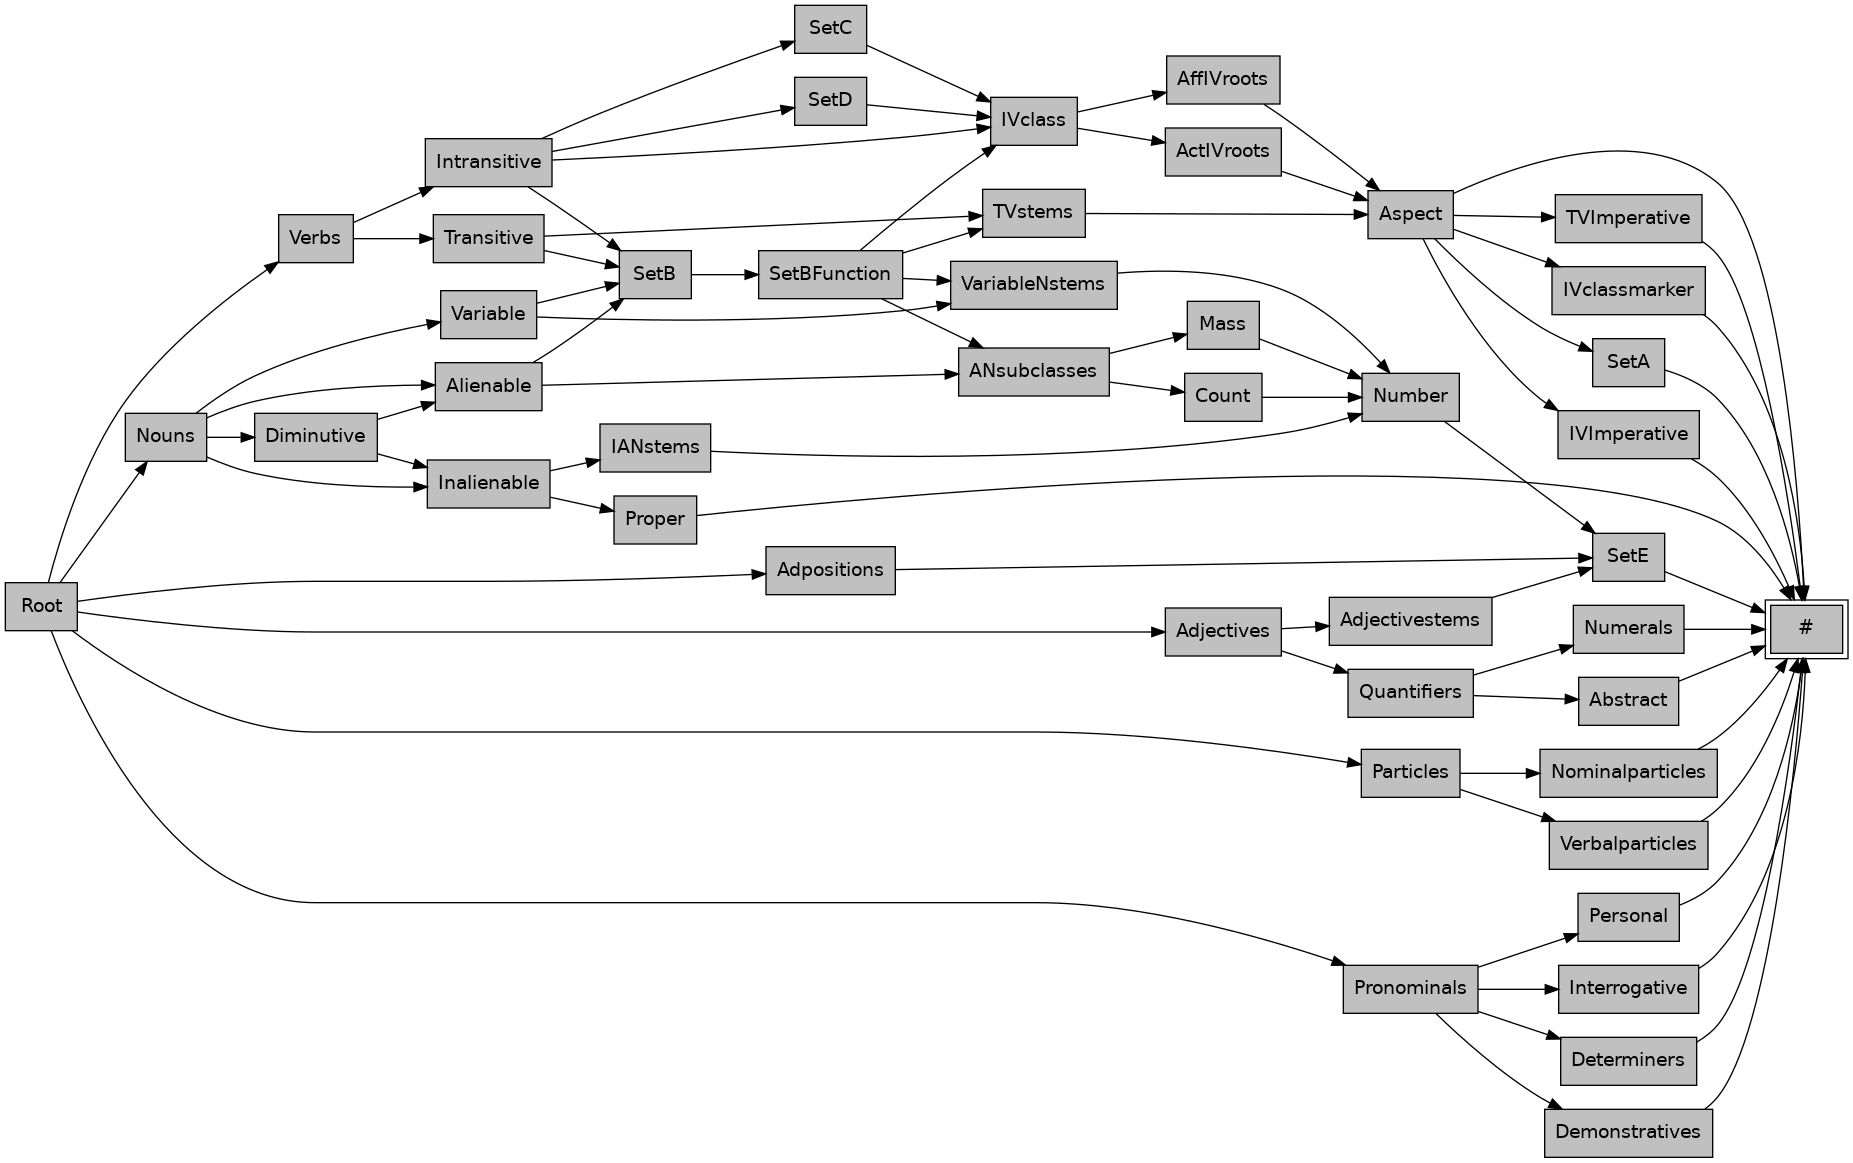 SetC
AffIVroots
SetD
IVclass
ActIVroots
Intransitive
TVstems
Aspect
TVImperative
Verbs
Transitive
SetB
SetBFunction
VariableNstems
IVclassmarker
Variable
Mass
SetA
Alienable
ANsubclasses
Count
Number
Nouns
Diminutive
IANstems
IVImperative
Inalienable
Proper
Adpositions
SetE
Root
Adjectives
Adjectivestems
Numerals
#
Quantifiers
Abstract
Particles
Nominalparticles
Verbalparticles
Personal
Pronominals
Interrogative
Determiners
Demonstratives